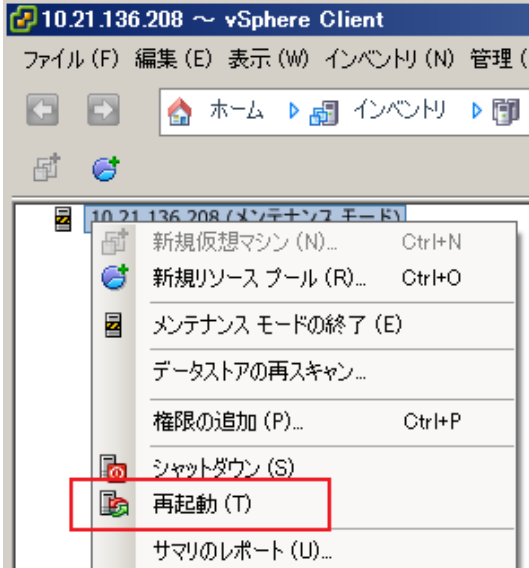 10.21.136.208 ～ vSphere Client
ファイル (F) 編集 (E) 表示 (W) インベントリ (N) 管理 (
ホーム インベントリ
10.21.136.208 (メンテナンス モード)
新規仮想マシン (N)... Ctrl+N
新規リソース プール (R)... Ctrl+O
メンテナンス モードの終了 (E)
データストアの再スキャン...
権限の追加 (P)... Ctrl+P
シャットダウン (S)
再起動 (T)
サマリのレポート (U)...